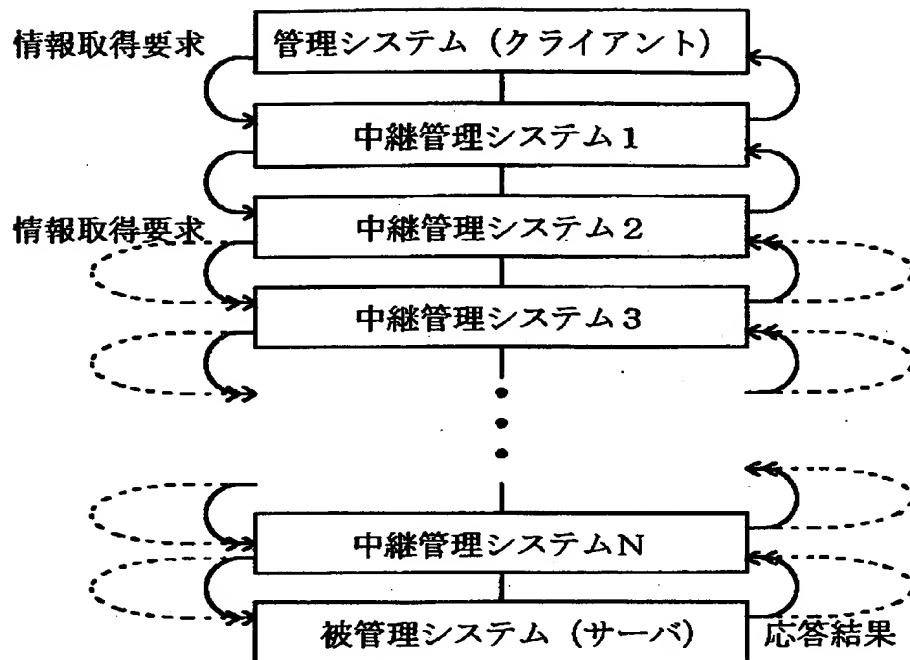 情報取得要求
管理システム（クライアント）
中継管理システム１
情報取得要求
中継管理システム２
中継管理システム３
中継管理システムＮ
被管理システム（サーバ）
応答結果